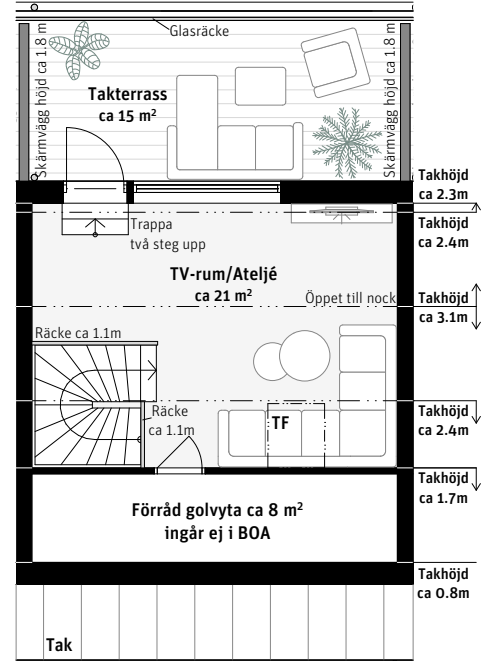 Glasräcke
Skärmvägg höjd ca 1.8 m
Skärmvägg höjd ca 1.8 m
Takterrass
ca 15 m²
Takhöjd
ca 2.3m
Trappa
två steg upp
Takhöjd
ca 2.4m
TV-rum/Ateljé
ca 21 m²
Öppet till nock
Takhöjd
ca 3.1m
Räcke ca 1.1m
Räcke
ca 1.1m
TF
Takhöjd
ca 2.4m
Takhöjd
ca 1.7m
Förråd golvyta ca 8 m²
ingår ej i BOA
Takhöjd
ca 0.8m
Tak